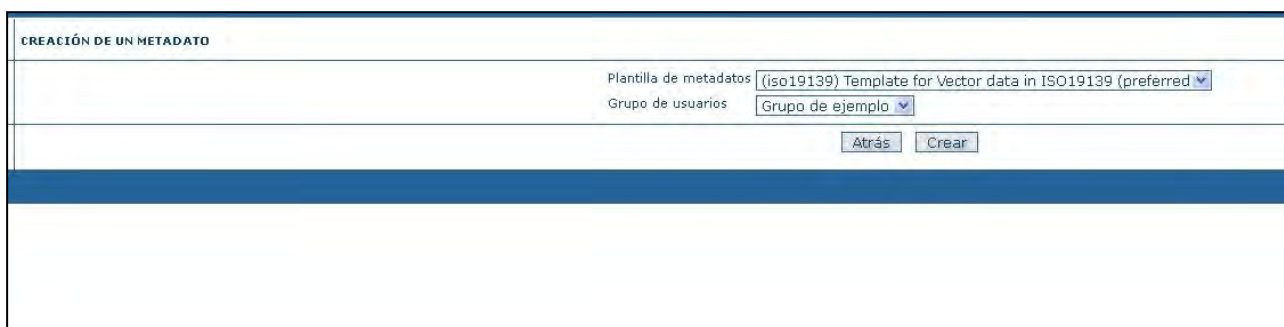 CREACIÓN DE UN METADATO
Plantilla de metadatos (iso19139) Template for Vector data in ISO19139 (preferred
Grupo de usuarios Grupo de ejemplo
Atrás Crear